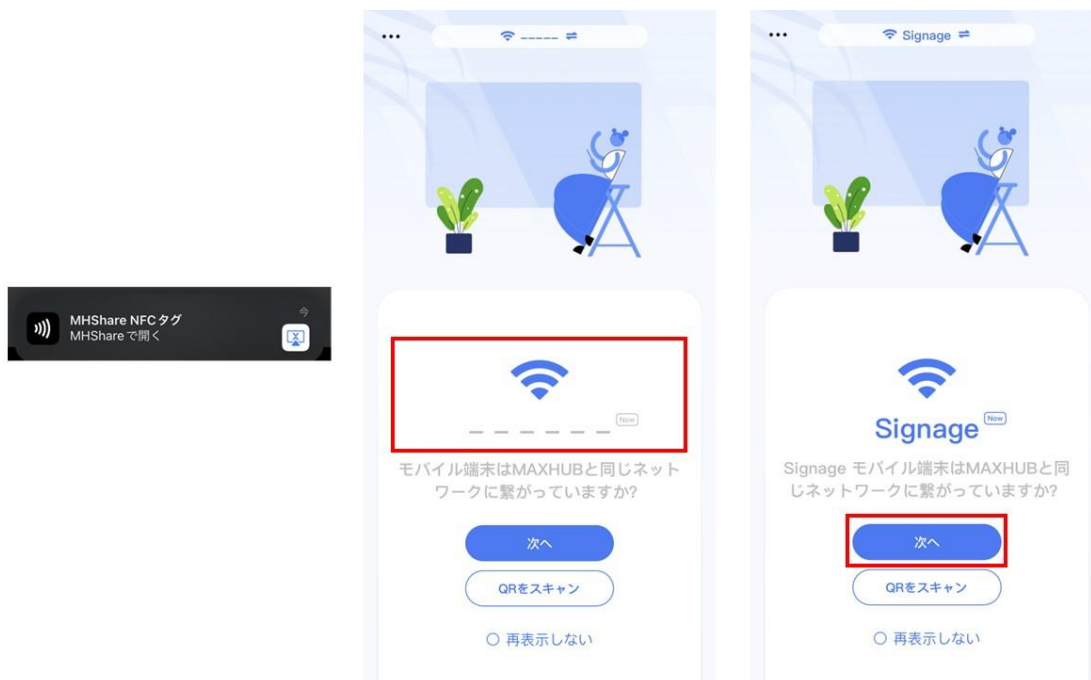 MHShare NFCタグ
MHShareで開く
今
••• _____ ⇌
Now
_ _ _ _ _ _
モバイル端末はMAXHUBと同じネット
ワークに繋がっていますか?
次へ
QRをスキャン
再表示しない
••• Signage ⇌
Signage Now
Signage モバイル端末はMAXHUBと同
じネットワークに繋がっていますか?
次へ
QRをスキャン
再表示しない